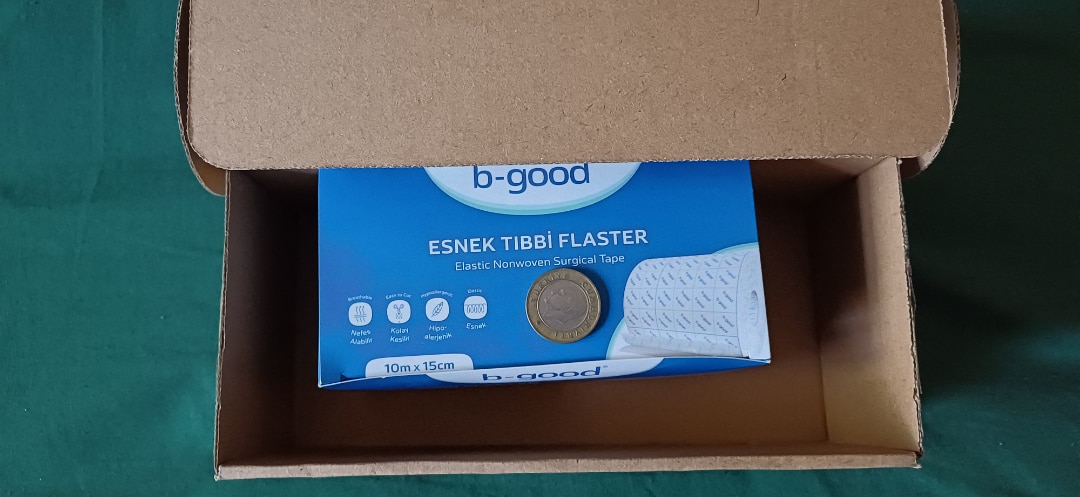 b-good
ESNEK TIBBİ FLASTER
Elastic Nonwoven Surgical Tape
Breathable
Nefes
Alabilir
Easy to Cut
Kolay
Kesilir
Hypoallergenic
Hipo-
alerjenik
Elastic
Esnek
10m x 15cm
b-good®